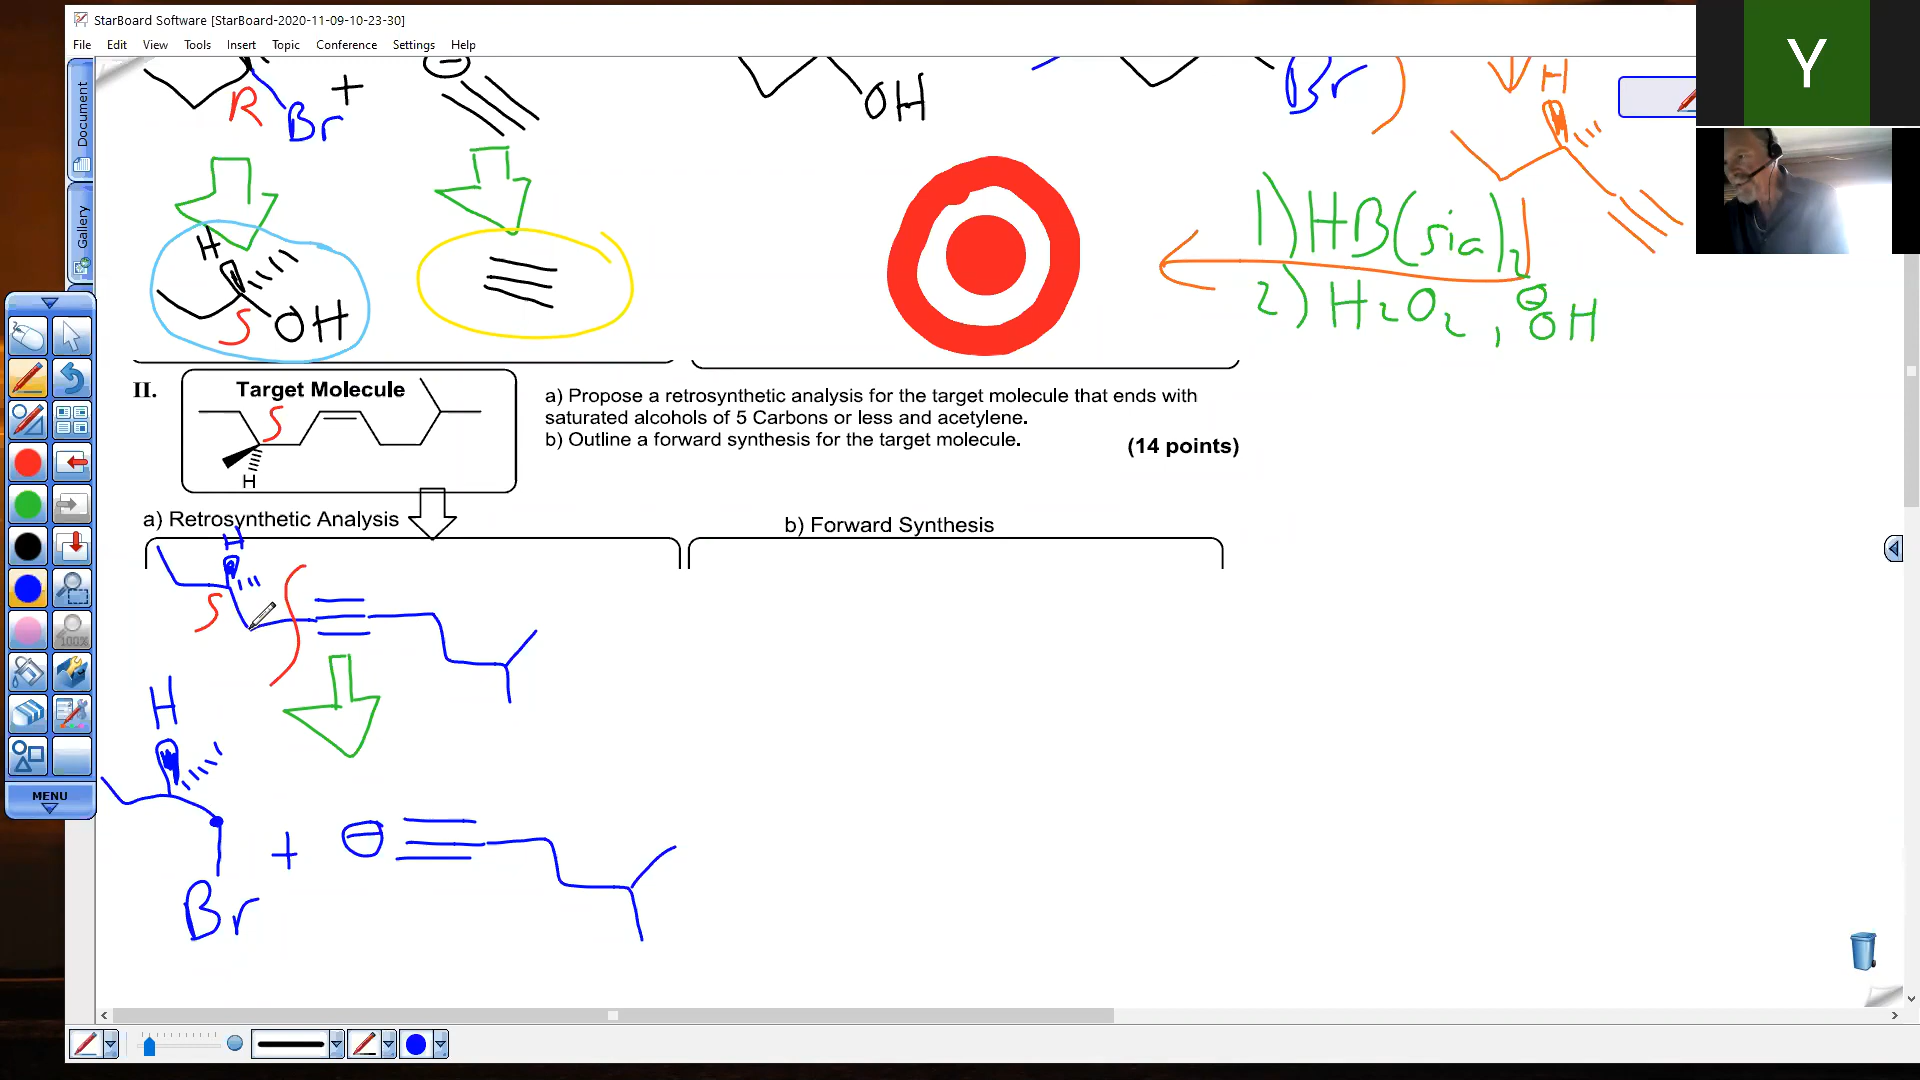 StarBoard Software [StarBoard-2020-11-09-10-23-30]
File Edit View Tools Insert Topic Conference Settings Help
Document
Gallery
R
Br
+
OH
Br
H
H
S
OH
1) HB(sia)2
2) H2O2, OH
Y
II.
Target Molecule
S
H
a) Propose a retrosynthetic analysis for the target molecule that ends with
saturated alcohols of 5 Carbons or less and acetylene.
b) Outline a forward synthesis for the target molecule.
(14 points)
a) Retrosynthetic Analysis
b) Forward Synthesis
H
S
H
Br
+
100%
MENU